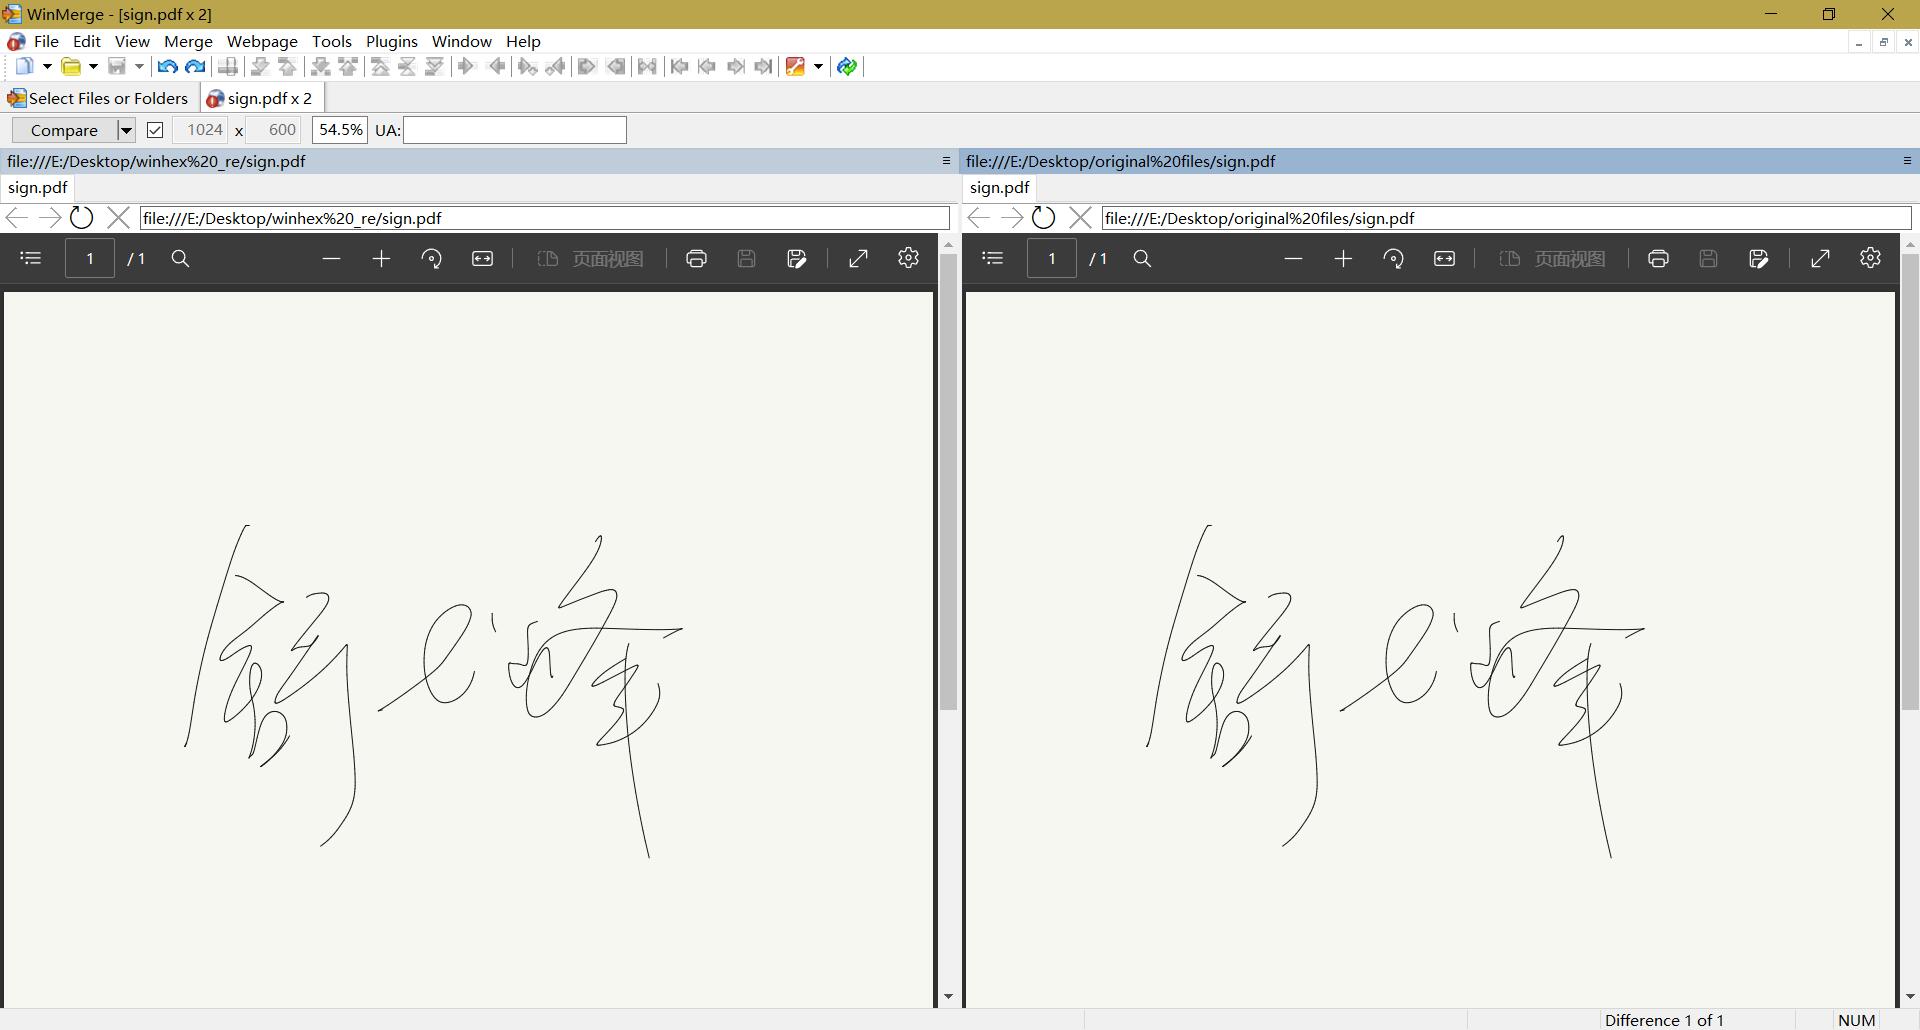 WinMerge - [sign.pdf x 2]
File Edit View Merge Webpage Tools Plugins Window Help
Select Files or Folders sign.pdf x 2
Compare 1024 x 600 54.5% UA:
file:///E:/Desktop/winhex%20_re/sign.pdf
sign.pdf
file:///E:/Desktop/winhex%20_re/sign.pdf
1 / 1 页面视图
file:///E:/Desktop/original%20files/sign.pdf
sign.pdf
file:///E:/Desktop/original%20files/sign.pdf
1 / 1 页面视图
Difference 1 of 1 NUM